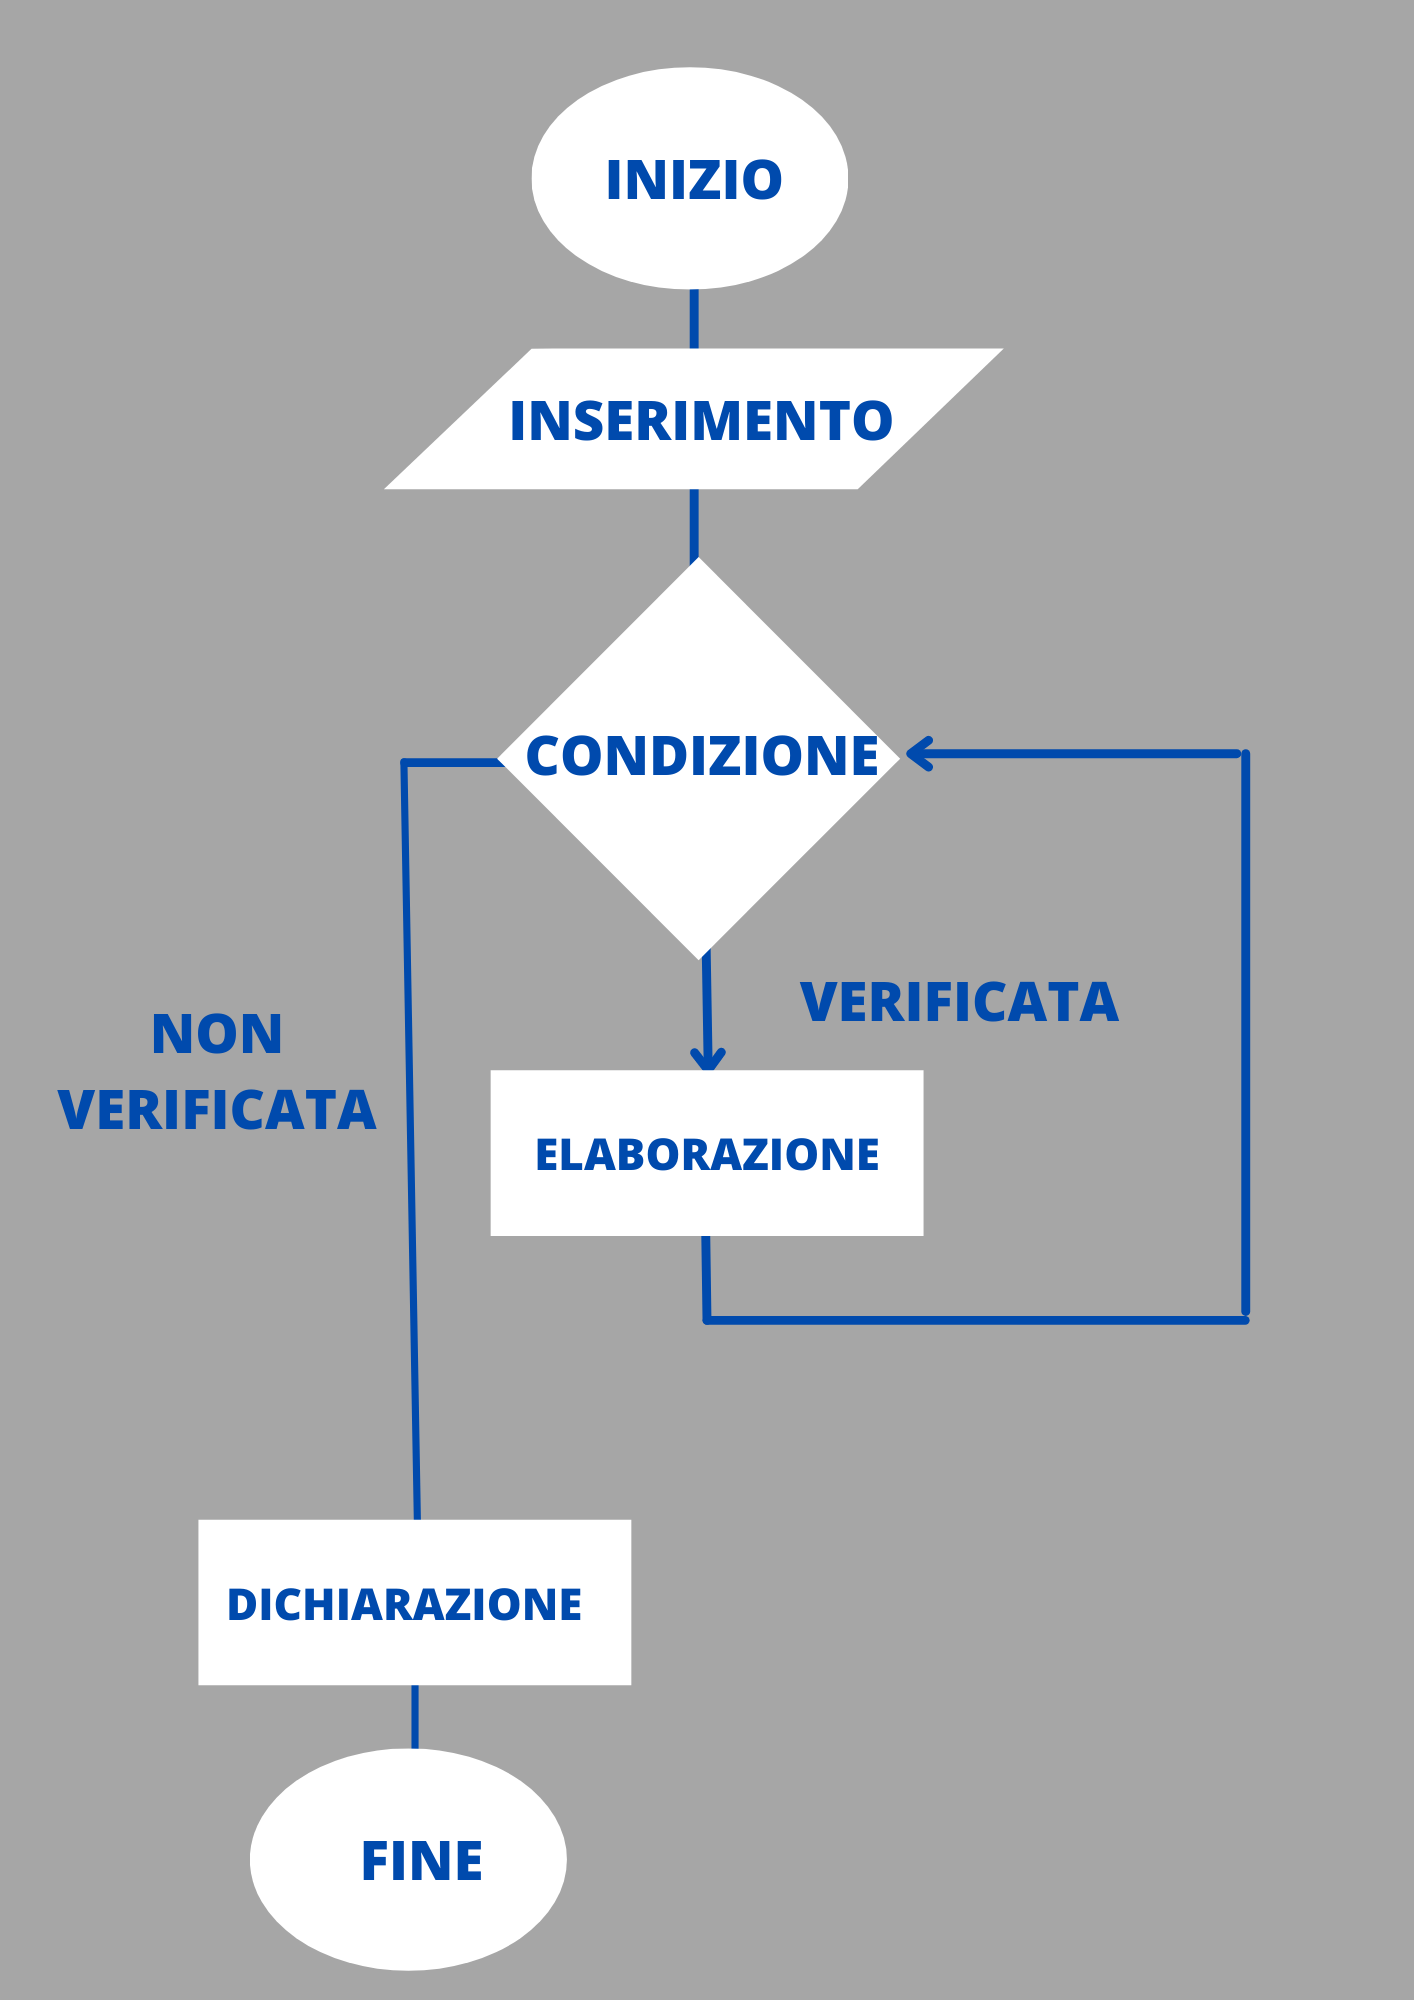 INIZIO
INSERIMENTO
CONDIZIONE
VERIFICATA
NON
VERIFICATA
ELABORAZIONE
DICHIARAZIONE
FINE